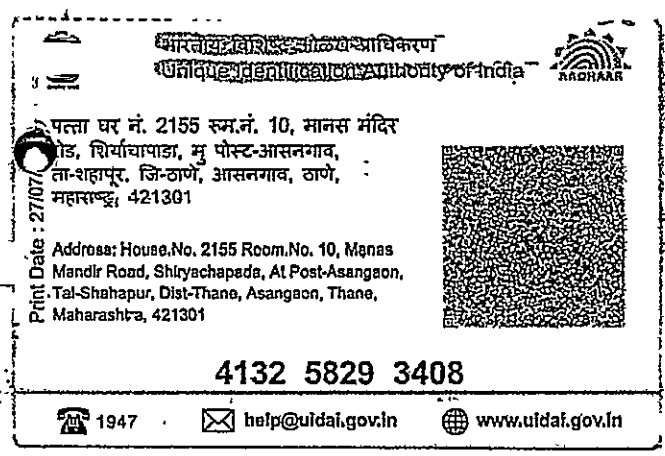 भारतीय विशिष्ट ओळख प्राधिकरण
Unique Identification Authority of India
AADHAAR
पत्ता घर नं. 2155 रूम.नं. 10, मानस मंदिर
रोड, शिर्याचापाडा, मु पोस्ट-आसनगाव,
ता-शहापूर, जि-ठाणे, आसनगाव, ठाणे,
महाराष्ट्र, 421301
Print Date : 27/07/
Address: House.No. 2155 Room.No. 10, Manas
Mandir Road, Shiryachapada, At Post-Asangaon,
Tal-Shahapur, Dist-Thane, Asangaon, Thane,
Maharashtra, 421301
4132 5829 3408
1947
help@uidai.gov.in
www.uidai.gov.in